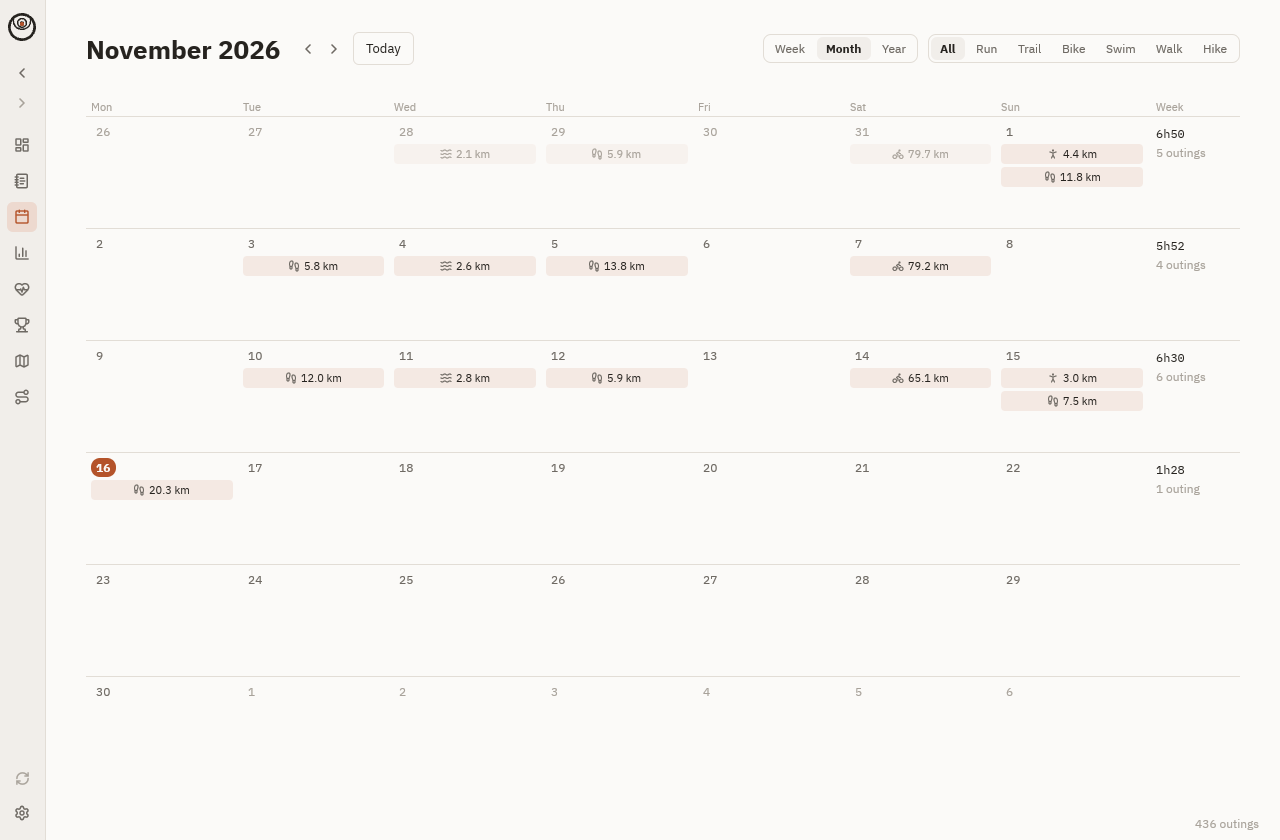 November 2026
Today
Week Month Year
All Run Trail Bike Swim Walk Hike
Mon Tue Wed Thu Fri Sat Sun Week
26 27 28 29 30 31 1 6h50
2.1 km 5.9 km 79.7 km 4.4 km 5 outings
11.8 km
2 3 4 5 6 7 8 5h52
5.8 km 2.6 km 13.8 km 79.2 km 4 outings
9 10 11 12 13 14 15 6h30
12.0 km 2.8 km 5.9 km 65.1 km 3.0 km 6 outings
7.5 km
16 17 18 19 20 21 22 1h28
20.3 km 1 outing
23 24 25 26 27 28 29
30 1 2 3 4 5 6
436 outings